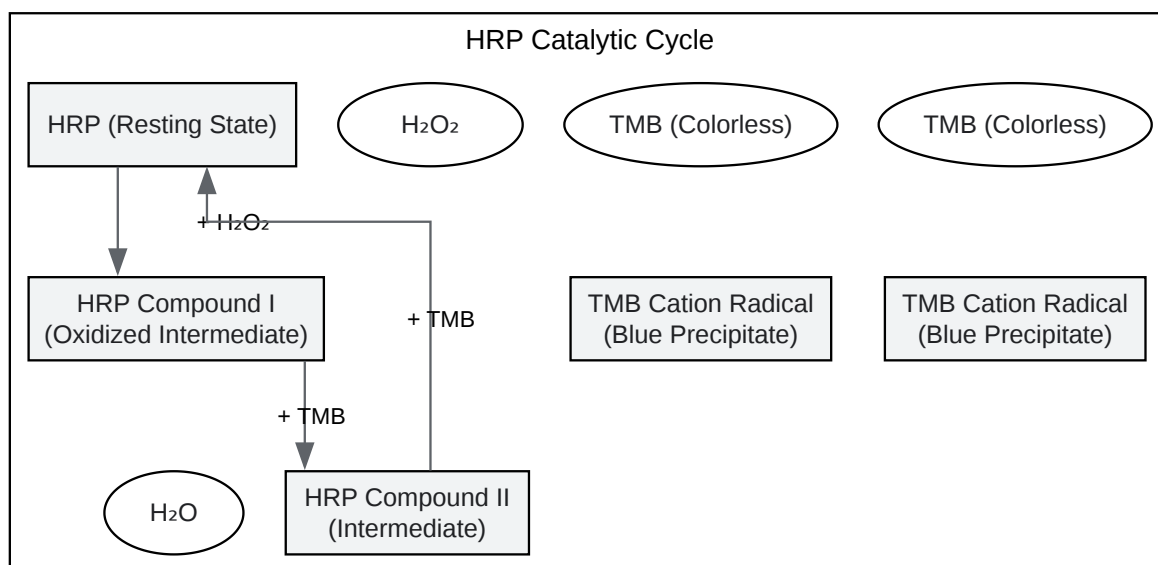 HRP Catalytic Cycle
HRP (Resting State)
H₂O₂
TMB (Colorless)
TMB (Colorless)
+ H₂O₂
HRP Compound I
(Oxidized Intermediate)
+ TMB
TMB Cation Radical
(Blue Precipitate)
TMB Cation Radical
(Blue Precipitate)
+ TMB
H₂O
HRP Compound II
(Intermediate)